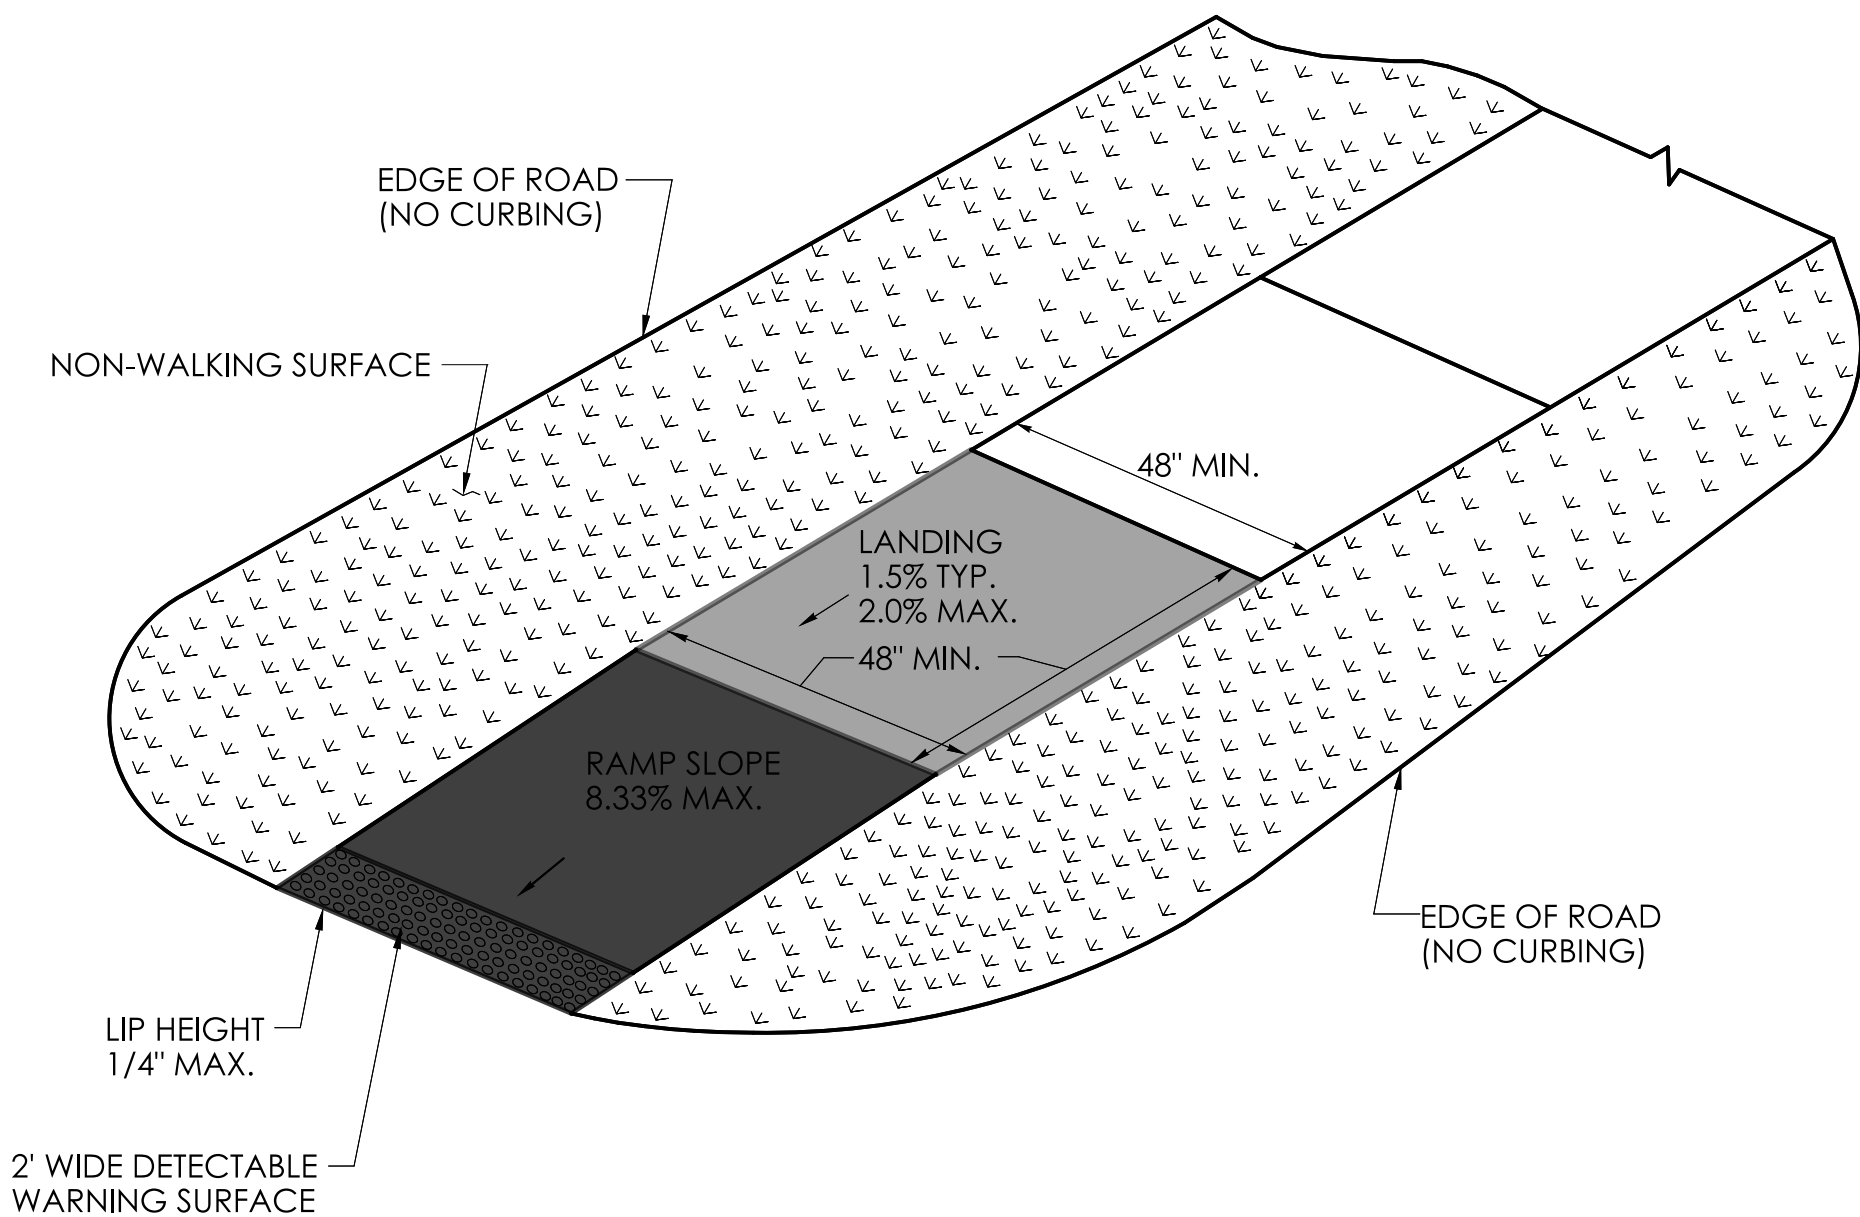 EDGE OF ROAD
(NO CURBING)
NON-WALKING SURFACE
48" MIN.
LANDING
1.5% TYP.
2.0% MAX.
48" MIN.
RAMP SLOPE
8.33% MAX.
EDGE OF ROAD
(NO CURBING)
LIP HEIGHT
1/4" MAX.
2' WIDE DETECTABLE
WARNING SURFACE